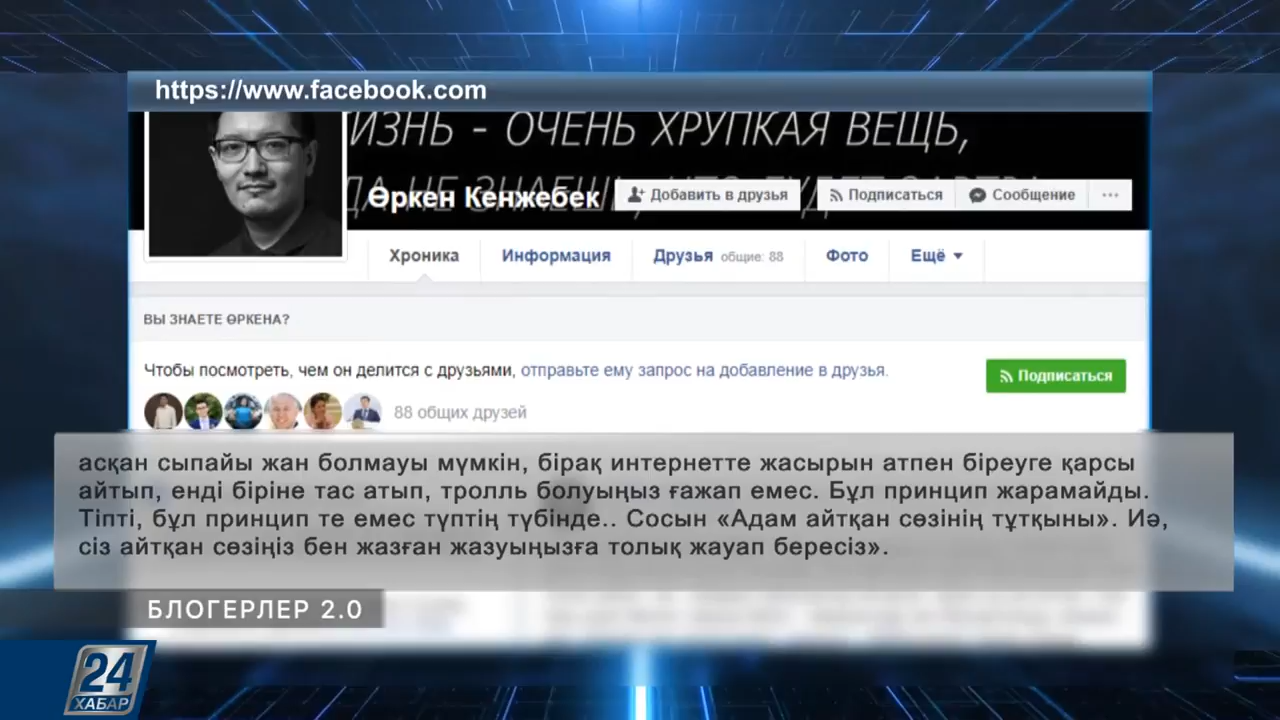 https://www.facebook.com
ИЗНЬ - ОЧЕНЬ ХРУПКАЯ ВЕЩЬ,
Өркен Кенжебек
Добавить в друзья
Подписаться
Сообщение
Хроника
Информация
Друзья общие: 88
Фото
Ещё
ВЫ ЗНАЕТЕ ӨРКЕНА?
Чтобы посмотреть, чем он делится с друзьями, отправьте ему запрос на добавление в друзья.
Подписаться
88 общих друзей
асқан сыпайы жан болмауы мүмкін, бірақ интернетте жасырын атпен біреуге қарсы
айтып, енді біріне тас атып, тролль болуыңыз ғажап емес. Бұл принцип жарамайды.
Тіпті, бұл принцип те емес түптің түбінде.. Сосын «Адам айтқан сөзінің тұтқыны». Иә,
сіз айтқан сөзіңіз бен жазған жазуыңызға толық жауап бересіз».
БЛОГЕРЛЕР 2.0
24
ХАБАР